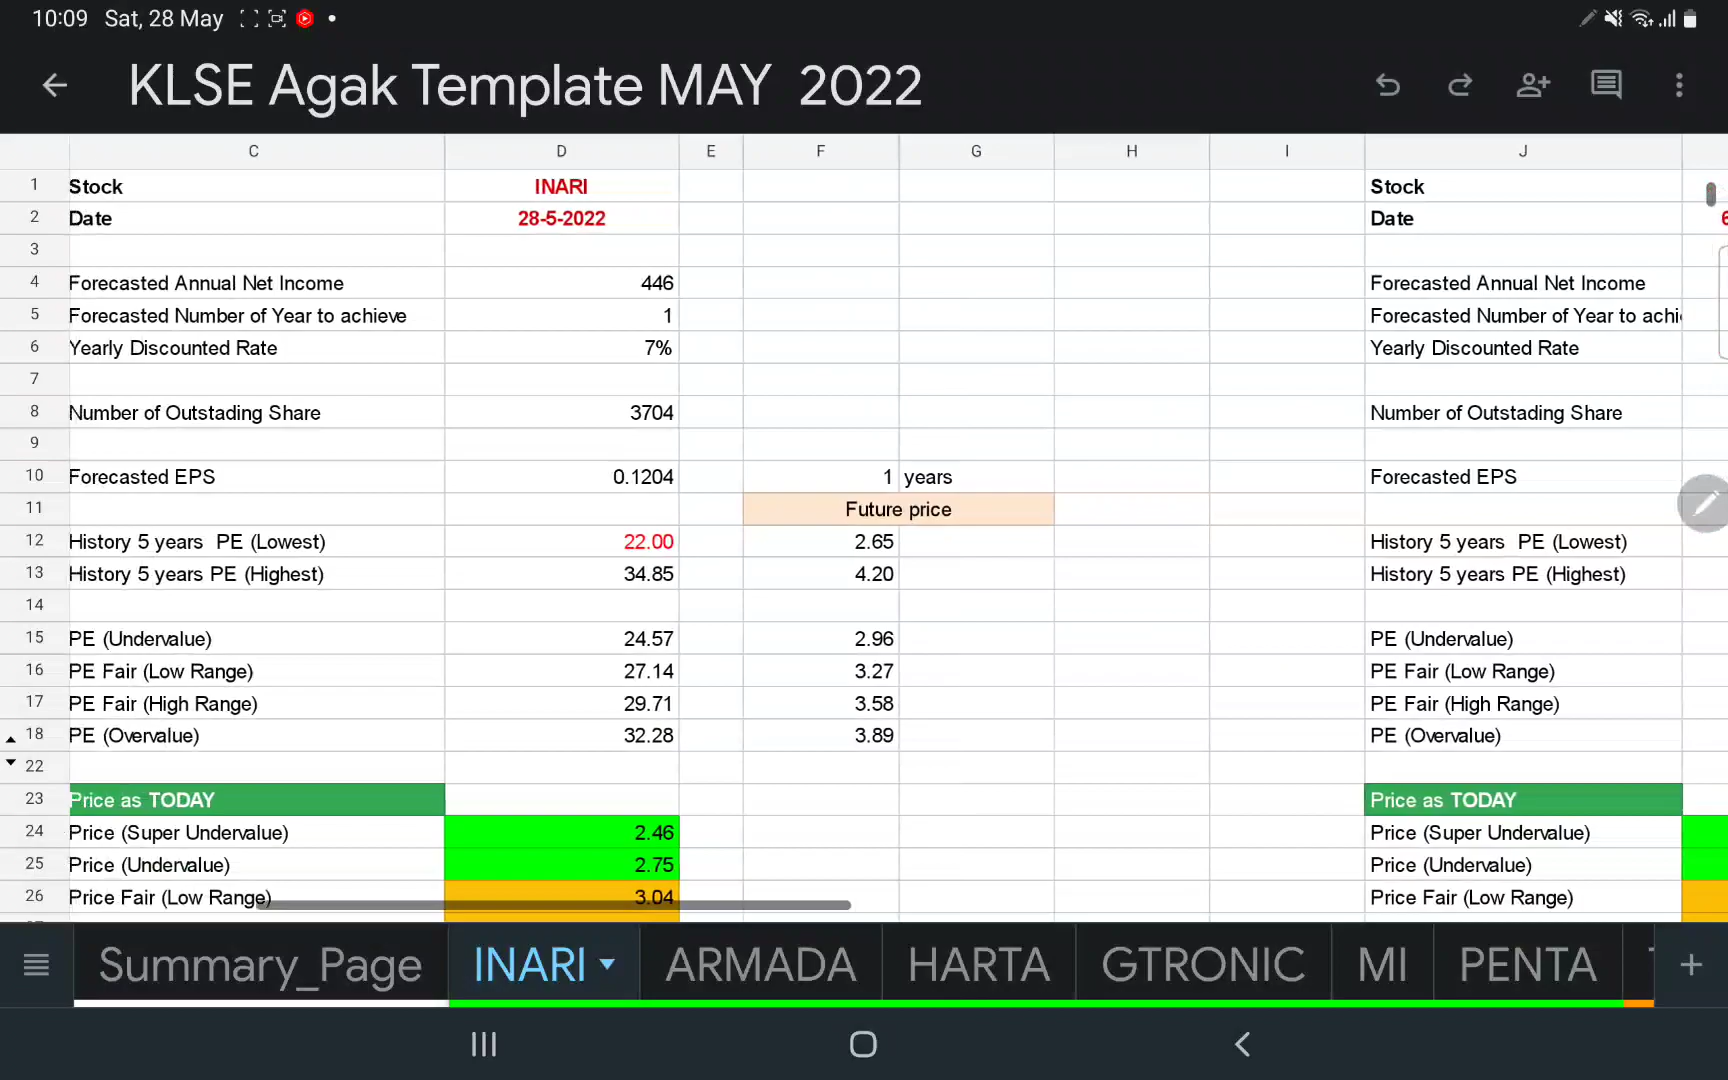 10:09 Sat, 28 May
KLSE Agak Template MAY 2022
C D E F G H I J
1 Stock INARI Stock
2 Date 28-5-2022 Date 6
3
4 Forecasted Annual Net Income 446 Forecasted Annual Net Income
5 Forecasted Number of Year to achieve 1 Forecasted Number of Year to achi
6 Yearly Discounted Rate 7% Yearly Discounted Rate
7
8 Number of Outstading Share 3704 Number of Outstading Share
9
10 Forecasted EPS 0.1204 1 years Forecasted EPS
11 Future price
12 History 5 years PE (Lowest) 22.00 2.65 History 5 years PE (Lowest)
13 History 5 years PE (Highest) 34.85 4.20 History 5 years PE (Highest)
14
15 PE (Undervalue) 24.57 2.96 PE (Undervalue)
16 PE Fair (Low Range) 27.14 3.27 PE Fair (Low Range)
17 PE Fair (High Range) 29.71 3.58 PE Fair (High Range)
18 PE (Overvalue) 32.28 3.89 PE (Overvalue)
22
23 Price as TODAY Price as TODAY
24 Price (Super Undervalue) 2.46 Price (Super Undervalue)
25 Price (Undervalue) 2.75 Price (Undervalue)
26 Price Fair (Low Range) 3.04 Price Fair (Low Range)
Summary_Page INARI ARMADA HARTA GTRONIC MI PENTA